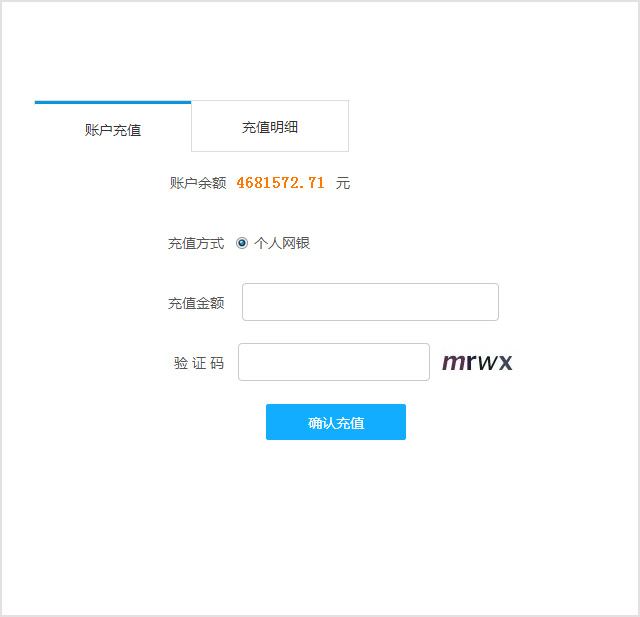 账户充值 充值明细
账户余额 4681572.71 元
充值方式 个人网银
充值金额
验 证 码 mrwx
确认充值